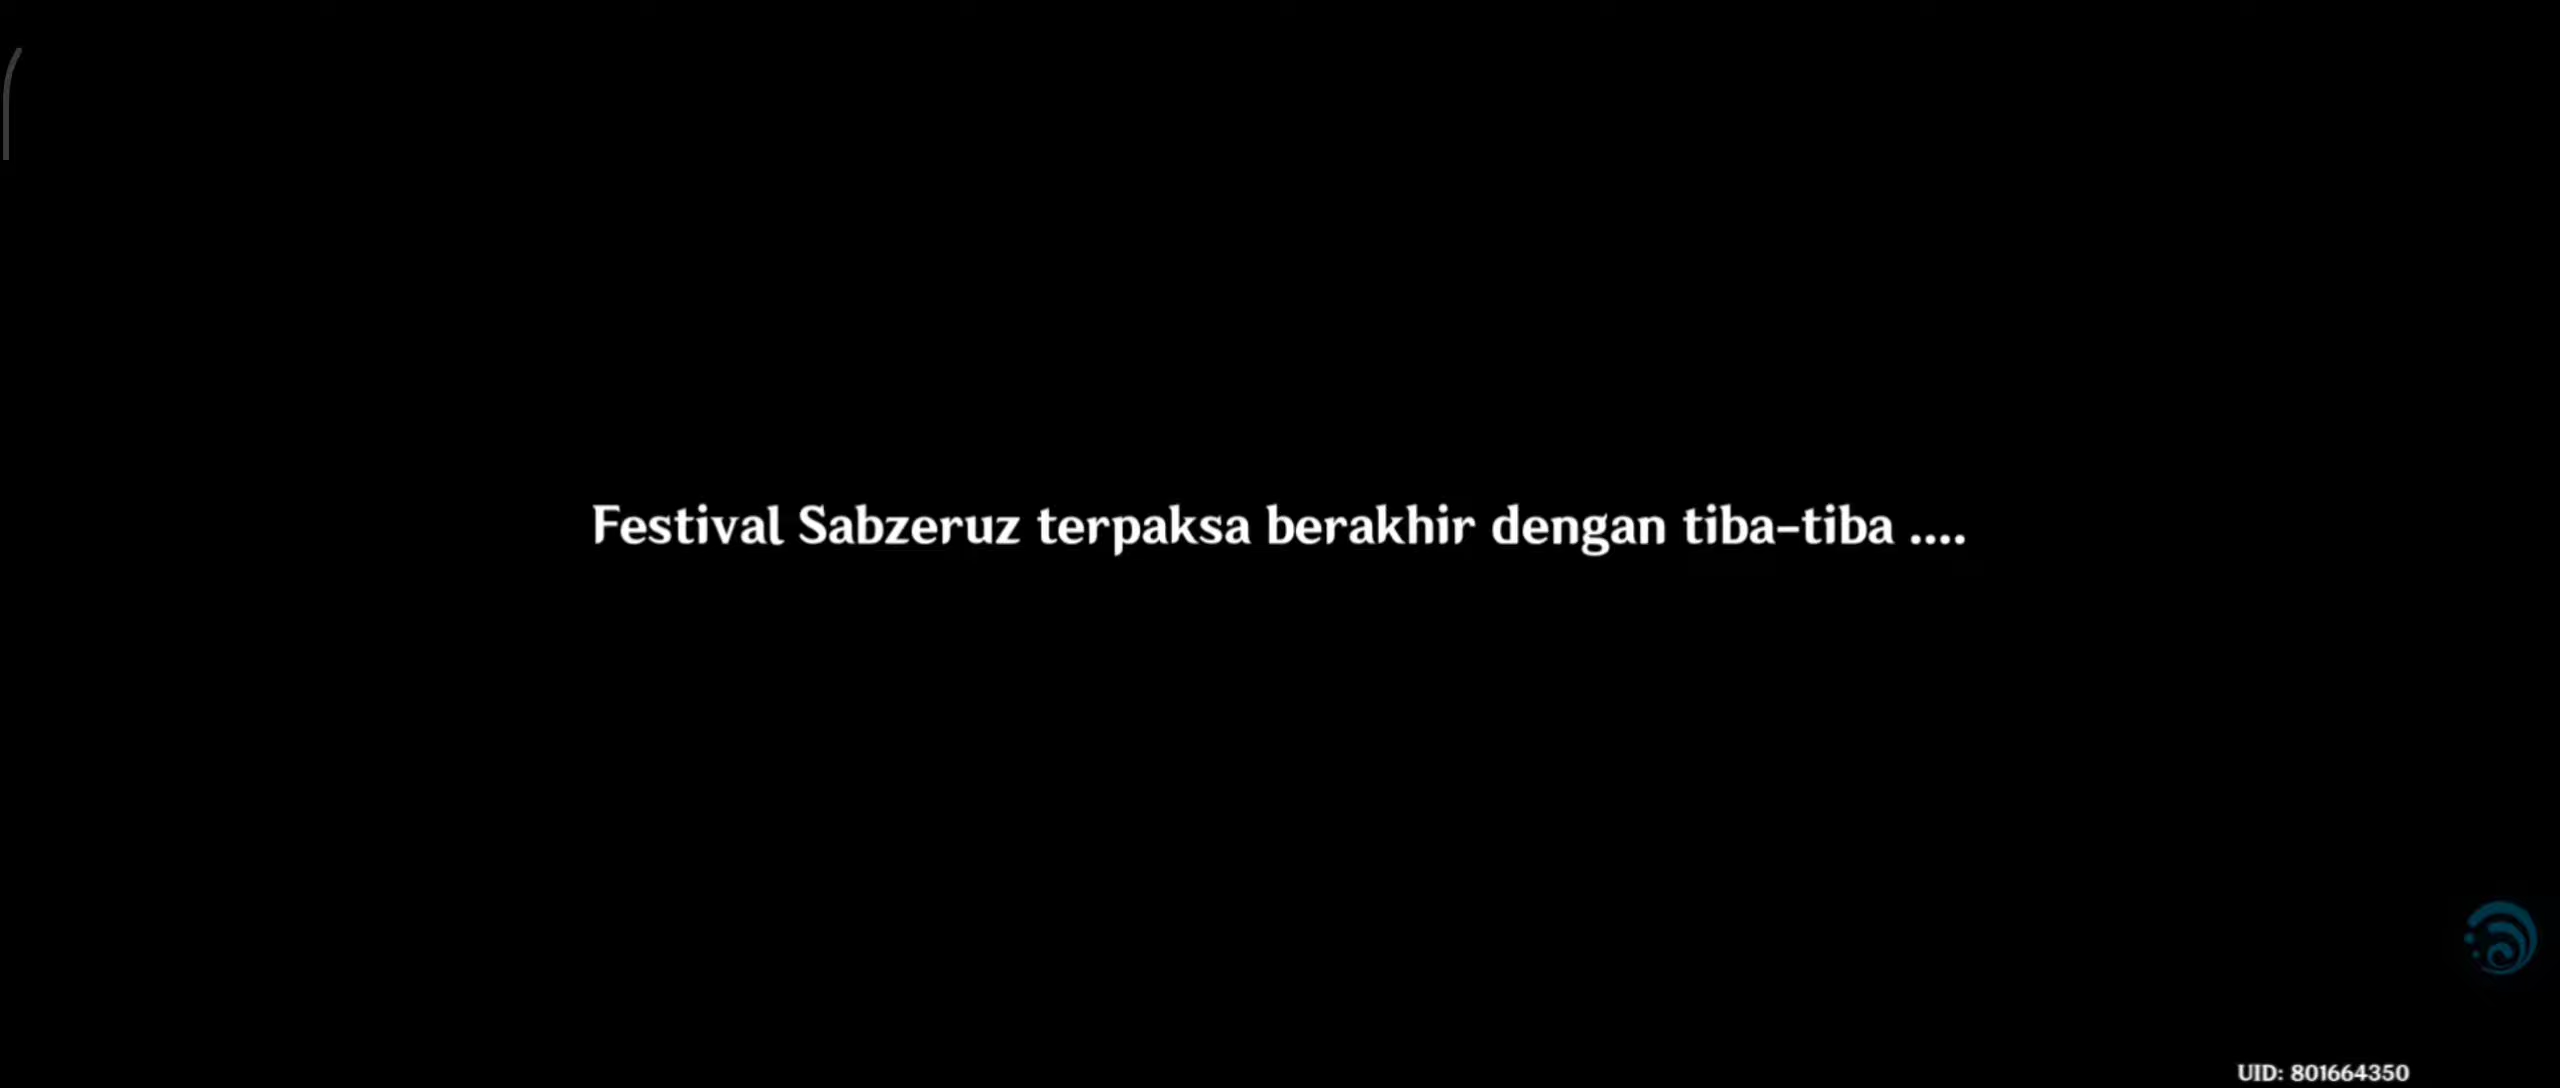 Festival Sabzeruz terpaksa berakhir dengan tiba-tiba ....
UID: 801664350